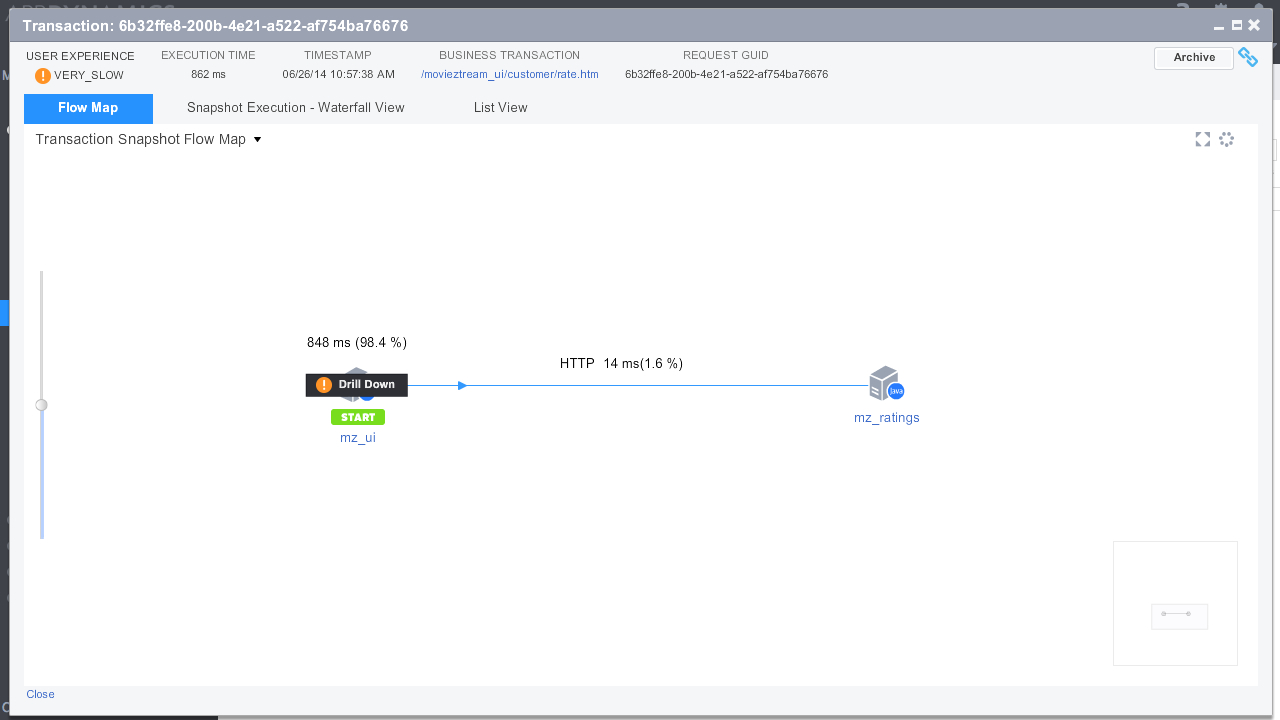 Transaction: 6b32ffe8-200b-4e21-a522-af754ba76676
USER EXPERIENCE EXECUTION TIME TIMESTAMP BUSINESS TRANSACTION REQUEST GUID
VERY_SLOW 862 ms 06/26/14 10:57:38 AM /movieztream_ui/customer/rate.htm 6b32ffe8-200b-4e21-a522-af754ba76676
Archive
Flow Map Snapshot Execution - Waterfall View List View
Transaction Snapshot Flow Map
848 ms (98.4 %)
HTTP 14 ms(1.6 %)
Drill Down
java
START
mz_ratings
mz_ui
Close